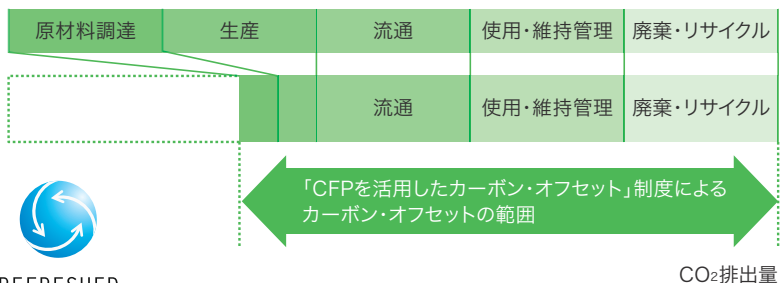 原材料調達 生産 流通 使用・維持管理 廃棄・リサイクル
流通 使用・維持管理 廃棄・リサイクル
「CFPを活用したカーボン・オフセット」制度による
カーボン・オフセットの範囲
CO₂排出量